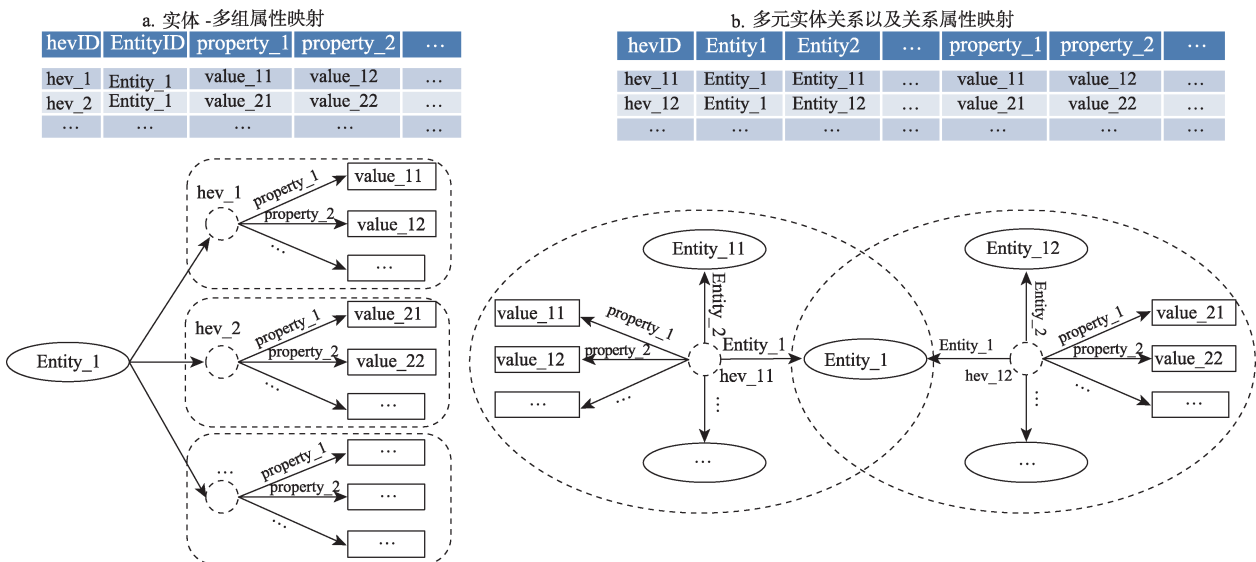 a. 实体 -多组属性映射
hevID EntityID property_1 property_2 …
hev_1 Entity_1 value_11 value_12 …
hev_2 Entity_1 value_21 value_22 …
… … … … …
hev_1
property_1
value_11
property_2
value_12
…
…
hev_2
property_1
value_21
property_2
value_22
…
…
Entity_1
…
property_1
…
property_2
…
…
…
b. 多元实体关系以及关系属性映射
hevID Entity1 Entity2 … property_1 property_2 …
hev_11 Entity_1 Entity_11 … value_11 value_12 …
hev_12 Entity_1 Entity_12 … value_21 value_22 …
… … … … … … …
Entity_11
Entity_2
value_11
property_1
value_12
property_2
…
…
Entity_1
hev_11
…
…
Entity_1
Entity_12
Entity_2
Entity_1
hev_12
property_1
value_21
property_2
value_22
…
…
…
…